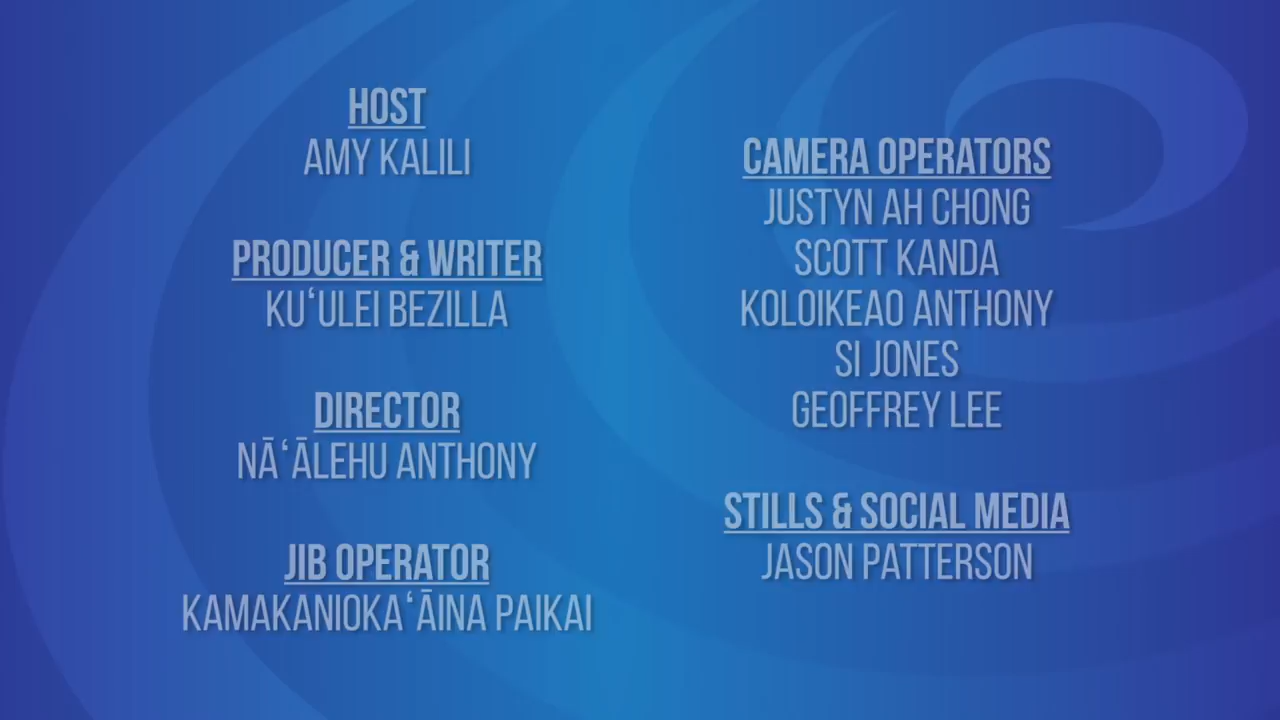 HOST
AMY KALILI
PRODUCER & WRITER
KUʻULEI BEZILLA
DIRECTOR
NĀʻĀLEHU ANTHONY
JIB OPERATOR
KAMAKANIOKAʻĀINA PAIKAI
CAMERA OPERATORS
JUSTYN AH CHONG
SCOTT KANDA
KOLOIKEAO ANTHONY
SI JONES
GEOFFREY LEE
STILLS & SOCIAL MEDIA
JASON PATTERSON